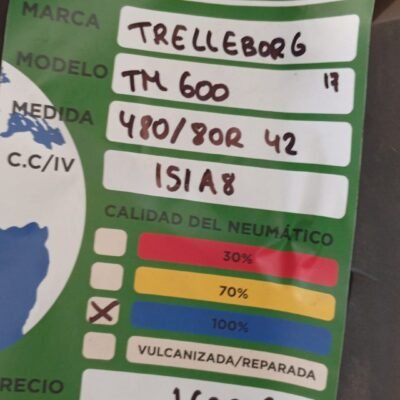 MARCA TRELLEBORG
MODELO TM 600 17
MEDIDA 480/80R 42
C.C/IV 151A8
CALIDAD DEL NEUMÁTICO
30%
70%
100%
VULCANIZADA/REPARADA
RECIO